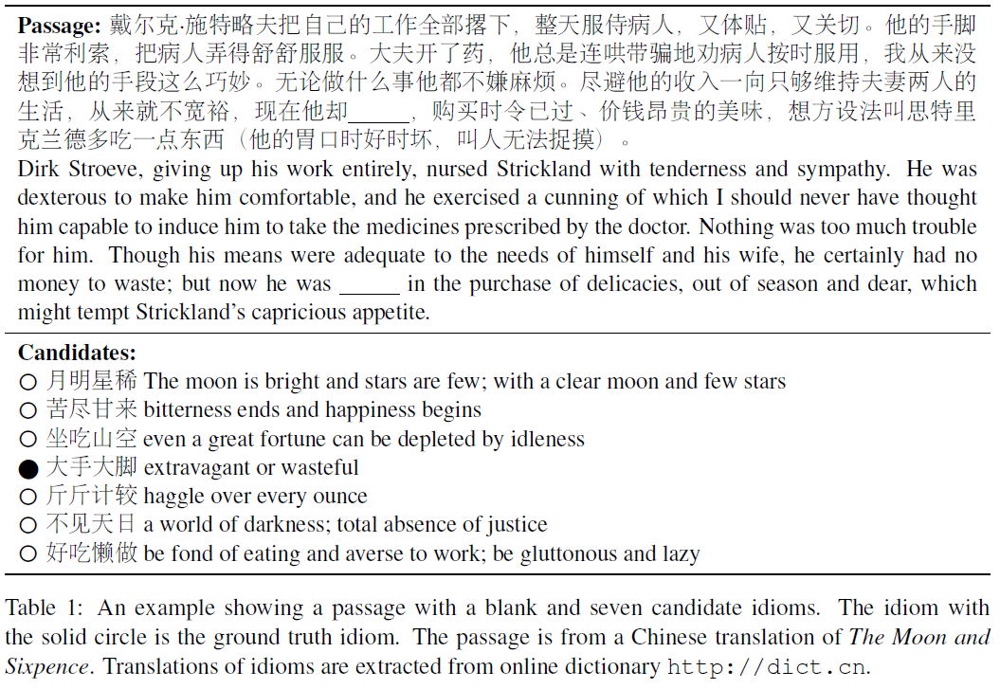 Passage: 戴尔克·施特略夫把自己的工作全部撂下，整天服侍病人，又体贴，又关切。他的手脚
非常利索，把病人弄得舒舒服服。大夫开了药，他总是连哄带骗地劝病人按时服用，我从来没
想到他的手段这么巧妙。无论做什么事他都不嫌麻烦。尽避他的收入一向只够维持夫妻两人的
生活，从来就不宽裕，现在他却_____，购买时令已过、价钱昂贵的美味，想方设法叫思特里
克兰德多吃一点东西（他的胃口时好时坏，叫人无法捉摸）。
Dirk Stroeve, giving up his work entirely, nursed Strickland with tenderness and sympathy. He was
dexterous to make him comfortable, and he exercised a cunning of which I should never have thought
him capable to induce him to take the medicines prescribed by the doctor. Nothing was too much trouble
for him. Though his means were adequate to the needs of himself and his wife, he certainly had no
money to waste; but now he was _____ in the purchase of delicacies, out of season and dear, which
might tempt Strickland's capricious appetite.
Candidates:
○ 月明星稀 The moon is bright and stars are few; with a clear moon and few stars
○ 苦尽甘来 bitterness ends and happiness begins
○ 坐吃山空 even a great fortune can be depleted by idleness
● 大手大脚 extravagant or wasteful
○ 斤斤计较 haggle over every ounce
○ 不见天日 a world of darkness; total absence of justice
○ 好吃懒做 be fond of eating and averse to work; be gluttonous and lazy
Table 1: An example showing a passage with a blank and seven candidate idioms. The idiom with
the solid circle is the ground truth idiom. The passage is from a Chinese translation of The Moon and
Sixpence. Translations of idioms are extracted from online dictionary http://dict.cn.